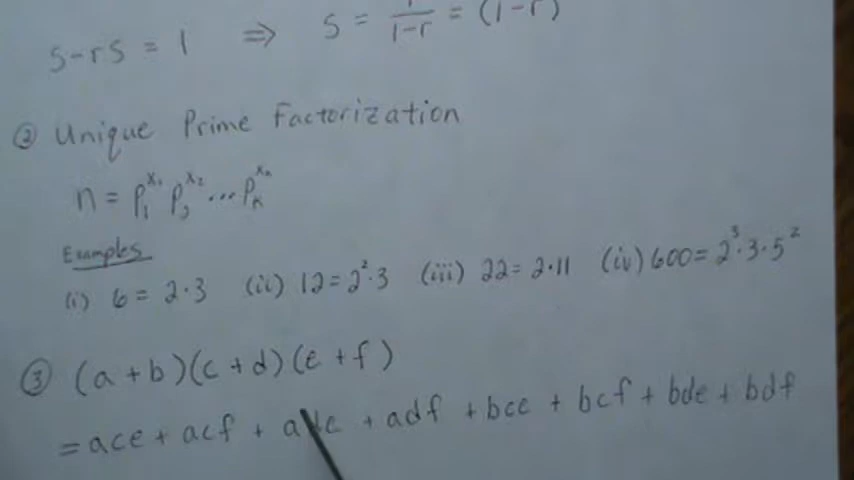 S-rS = 1 ⇒ S = 1/(1-r) = (1-r)
② Unique Prime Factorization
n = p₁^x₁ p₂^x₂ ... pₙ^xₙ
Examples
(i) 6 = 2·3 (ii) 12 = 2²·3 (iii) 22 = 2·11 (iv) 600 = 2³·3·5²
③ (a+b)(c+d)(e+f)
= ace + acf + ade + adf + bce + bcf + bde + bdf